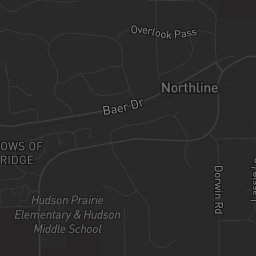 Overlook Pass
Northline
Baer Dr
OWS OF
RIDGE
Dorwin Rd
Hudson Prairie
Elementary & Hudson
Middle School